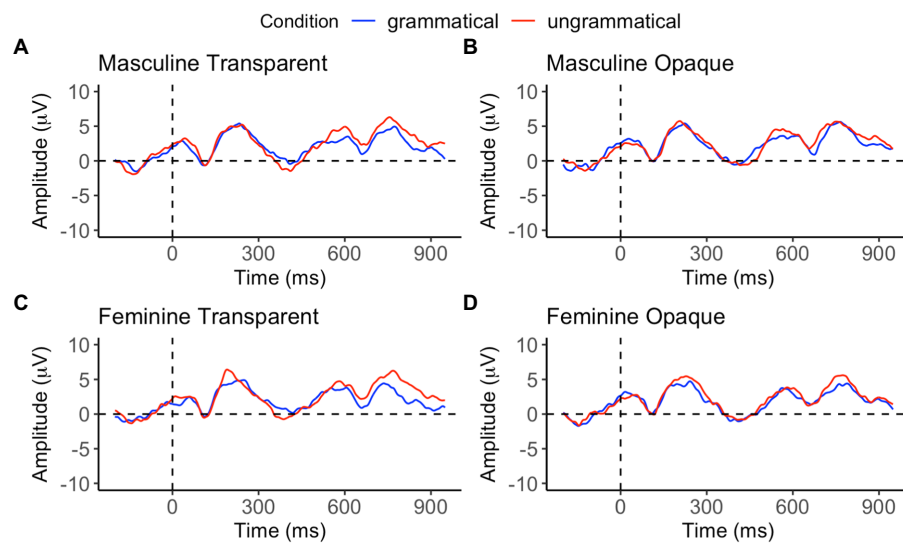 Condition grammatical ungrammatical
A
Masculine Transparent
10
5
0
-5
-10
Amplitude (μV)
0 300 600 900
Time (ms)
B
Masculine Opaque
10
5
0
-5
-10
Amplitude (μV)
0 300 600 900
Time (ms)
C
Feminine Transparent
10
5
0
-5
-10
Amplitude (μV)
0 300 600 900
Time (ms)
D
Feminine Opaque
10
5
0
-5
-10
Amplitude (μV)
0 300 600 900
Time (ms)